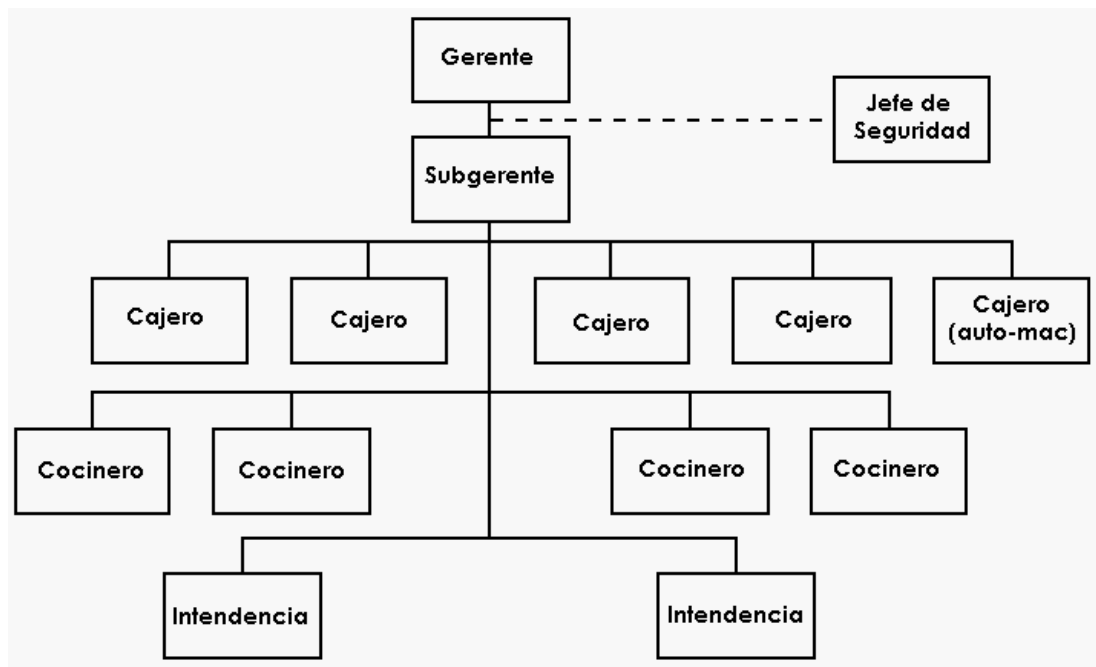 Gerente
Jefe de
Seguridad
Subgerente
Cajero
Cajero
Cajero
Cajero
Cajero
(auto-mac)
Cocinero
Cocinero
Cocinero
Cocinero
Intendencia
Intendencia